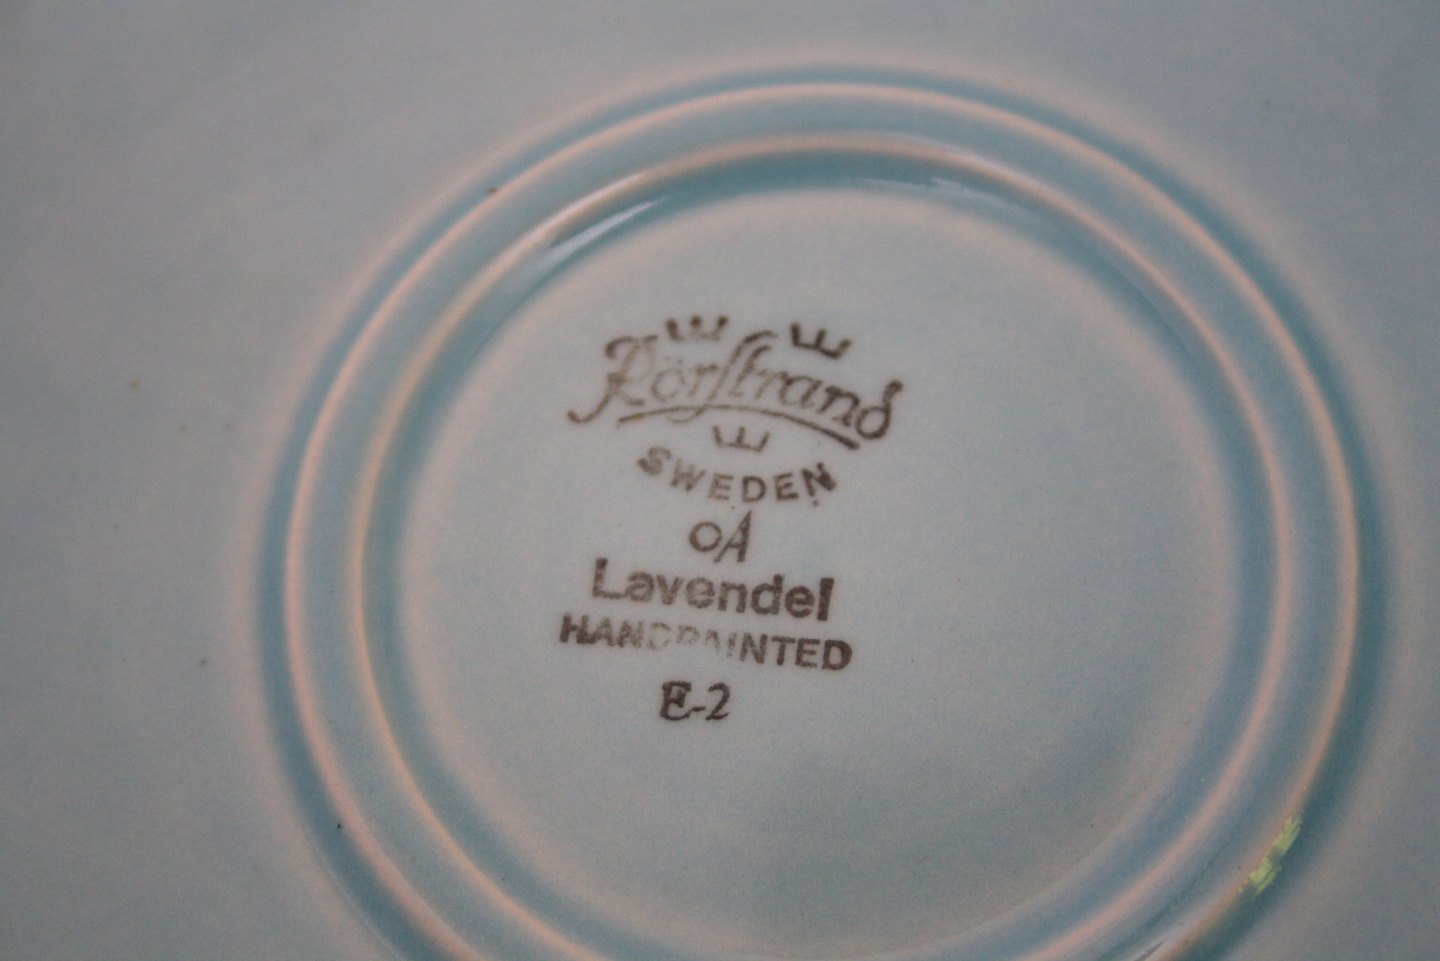 Rörstrand
SWEDEN
OA
Lavendel
HANDPAINTED
E-2